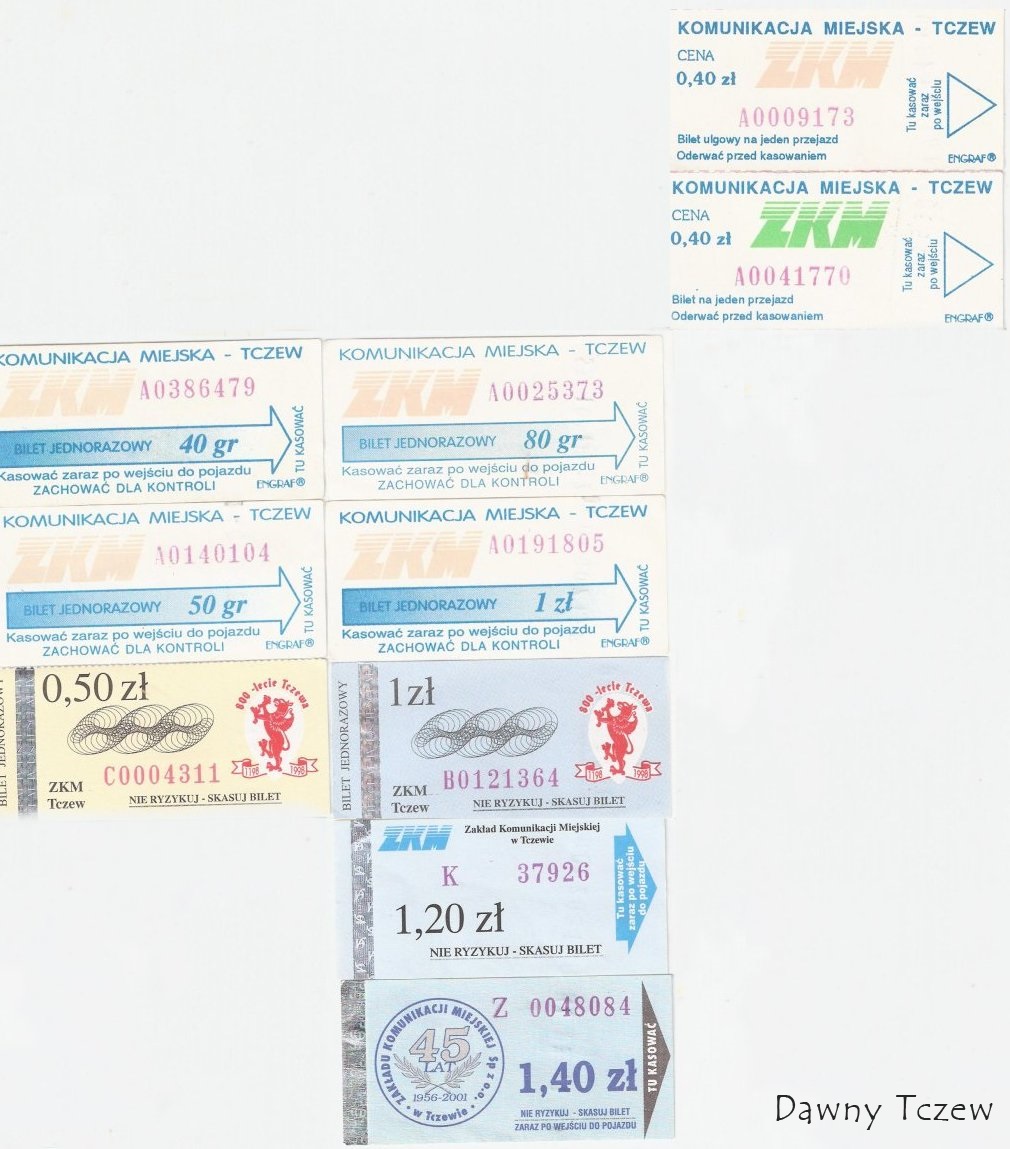 KOMUNIKACJA MIEJSKA - TCZEW
CENA
ZKM
0,40 zł
A0009173
Bilet ulgowy na jeden przejazd
Oderwać przed kasowaniem
Tu kasować
zaraz
po wejściu
ENGRAF®
KOMUNIKACJA MIEJSKA - TCZEW
CENA
ZKM
0,40 zł
A0041770
Bilet na jeden przejazd
Oderwać przed kasowaniem
Tu kasować
zaraz
po wejściu
ENGRAF®
KOMUNIKACJA MIEJSKA - TCZEW
ZKM
A0386479
BILET JEDNORAZOWY 40 gr
TU KASOWAĆ
Kasować zaraz po wejściu do pojazdu
ZACHOWAĆ DLA KONTROLI
ENGRAF®
KOMUNIKACJA MIEJSKA - TCZEW
ZKM
A0025373
BILET JEDNORAZOWY 80 gr
TU KASOWAĆ
Kasować zaraz po wejściu do pojazdu
ZACHOWAĆ DLA KONTROLI
ENGRAF®
KOMUNIKACJA MIEJSKA - TCZEW
ZKM
A0140104
BILET JEDNORAZOWY 50 gr
TU KASOWAĆ
Kasować zaraz po wejściu do pojazdu
ZACHOWAĆ DLA KONTROLI
ENGRAF®
KOMUNIKACJA MIEJSKA - TCZEW
ZKM
A0191805
BILET JEDNORAZOWY 1 zł
TU KASOWAĆ
Kasować zaraz po wejściu do pojazdu
ZACHOWAĆ DLA KONTROLI
ENGRAF®
BILET JEDNORAZOWY
0,50 zł
800-lecie Tczewa
1198 1998
C0004311
ZKM
Tczew
NIE RYZYKUJ - SKASUJ BILET
BILET JEDNORAZOWY
1zł
800-lecie Tczewa
1198 1998
B0121364
ZKM
Tczew
NIE RYZYKUJ - SKASUJ BILET
ZKM
Zakład Komunikacji Miejskiej
w Tczewie
K 37926
1,20 zł
NIE RYZYKUJ - SKASUJ BILET
Tu kasować
zaraz po wejściu
do pojazdu
Z 0048084
ZAKŁADU KOMUNIKACJI MIEJSKIEJ Sp z o.o.
w Tczewie
45
LAT
1956-2001
1,40 zł
NIE RYZYKUJ - SKASUJ BILET
ZARAZ PO WEJŚCIU DO POJAZDU
TU KASOWAĆ
Dawny Tczew